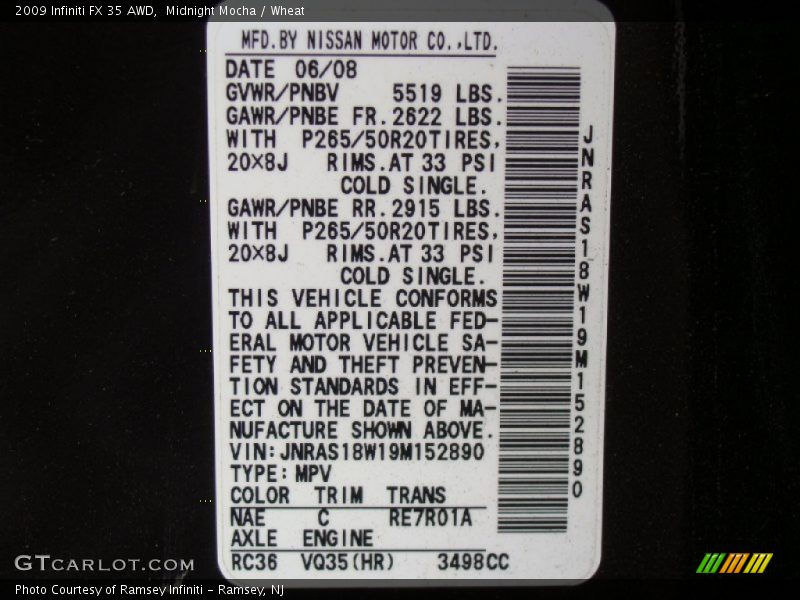 2009 Infiniti FX 35 AWD,  Midnight Mocha / Wheat
MFD.BY NISSAN MOTOR CO.,LTD.
DATE 06/08
GVWR/PNBV 5519 LBS.
GAWR/PNBE FR.2622 LBS.
WITH P265/50R20TIRES,
20×8J RIMS.AT 33 PSI
COLD SINGLE.
GAWR/PNBE RR.2915 LBS.
WITH P265/50R20TIRES,
20×8J RIMS.AT 33 PSI
COLD SINGLE.
THIS VEHICLE CONFORMS
TO ALL APPLICABLE FED-
ERAL MOTOR VEHICLE SA-
FETY AND THEFT PREVEN-
TION STANDARDS IN EFF-
ECT ON THE DATE OF MA-
NUFACTURE SHOWN ABOVE.
VIN:JNRAS18W19M152890
TYPE:MPV
COLOR TRIM TRANS
NAE C RE7R01A
AXLE ENGINE
RC36 VQ35(HR) 3498CC
JNRAS18W19M152890
GTCARLOT.COM
Photo Courtesy of Ramsey Infiniti - Ramsey, NJ